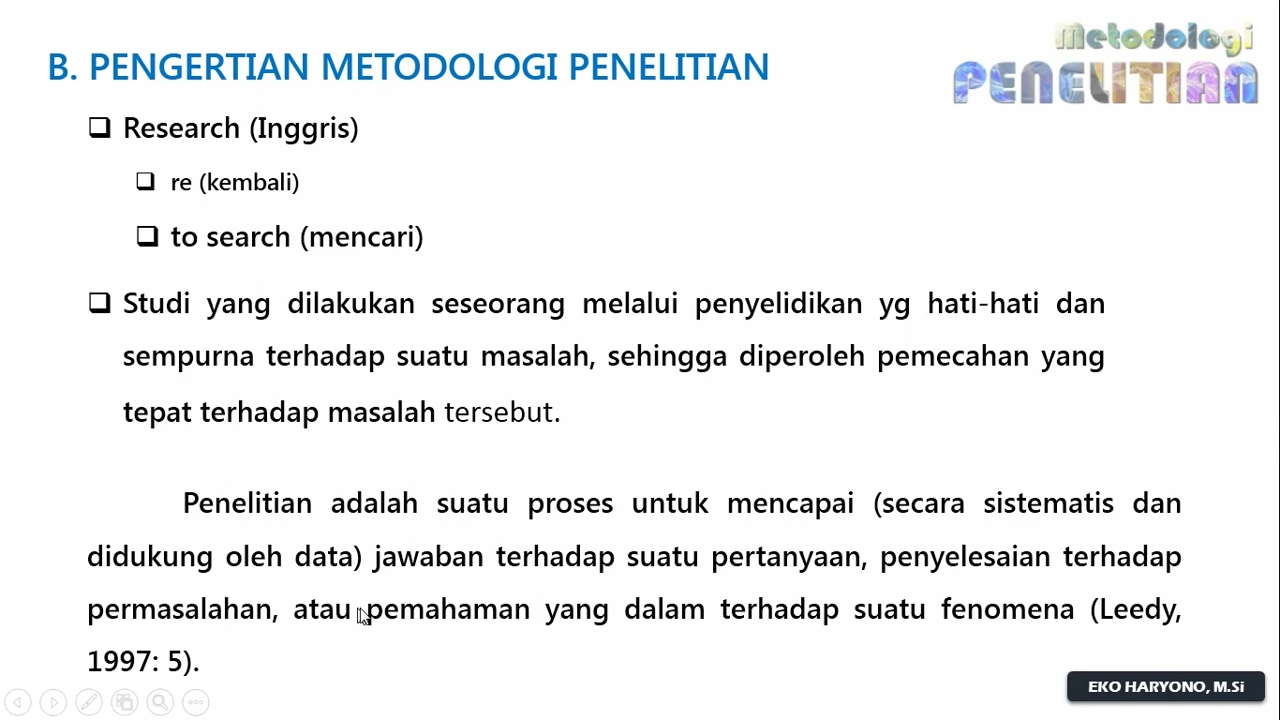 Metodologi
PENELITIAN
B. PENGERTIAN METODOLOGI PENELITIAN
Research (Inggris)
re (kembali)
to search (mencari)
Studi yang dilakukan seseorang melalui penyelidikan yg hati-hati dan
sempurna terhadap suatu masalah, sehingga diperoleh pemecahan yang
tepat terhadap masalah tersebut.
Penelitian adalah suatu proses untuk mencapai (secara sistematis dan
didukung oleh data) jawaban terhadap suatu pertanyaan, penyelesaian terhadap
permasalahan, atau pemahaman yang dalam terhadap suatu fenomena (Leedy,
1997: 5).
EKO HARYONO, M.Si